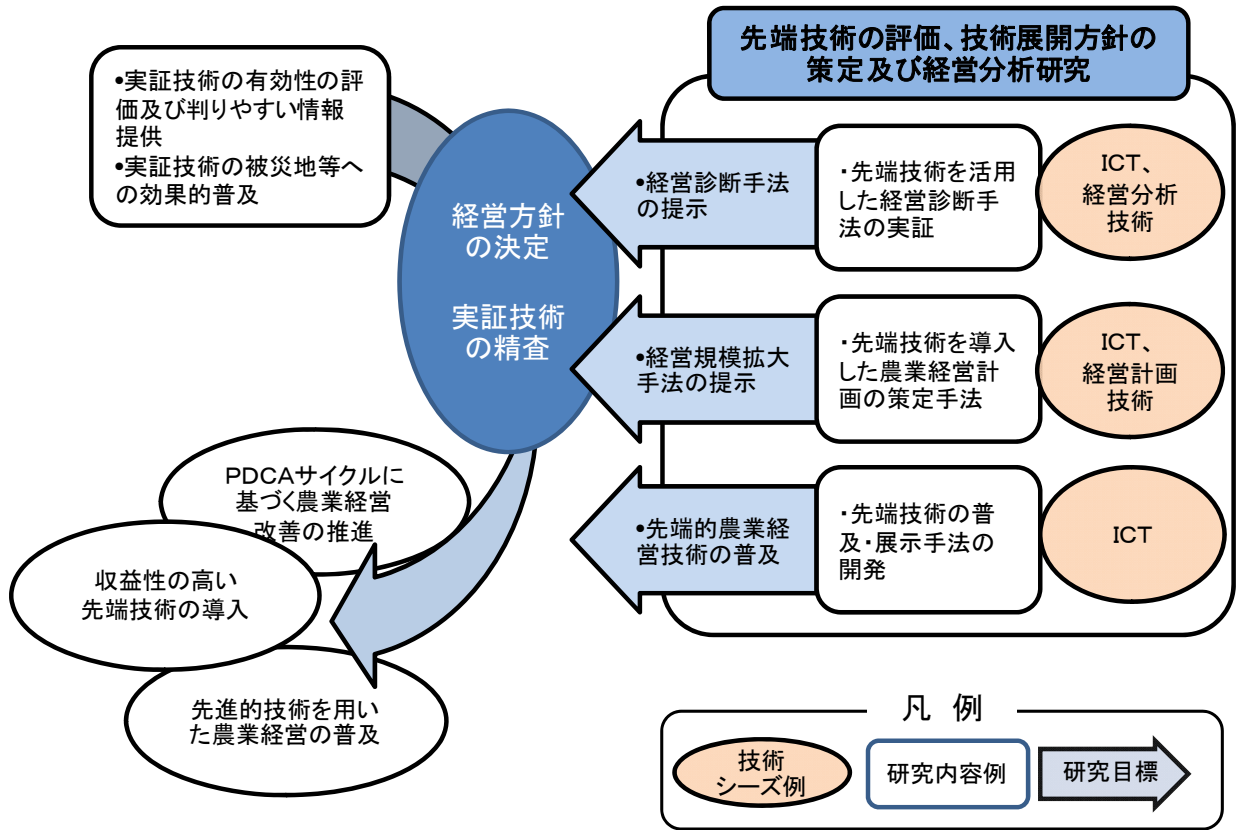 先端技術の評価、技術展開方針の
策定及び経営分析研究
•実証技術の有効性の評
価及び判りやすい情報
提供
•実証技術の被災地等へ
の効果的普及
経営方針
の決定
実証技術
の精査
•経営診断手法
の提示
・先端技術を活用
した経営診断手
法の実証
ICT、
経営分析
技術
•経営規模拡大
手法の提示
・先端技術を導入
した農業経営計
画の策定手法
ICT、
経営計画
技術
•先端的農業経
営技術の普及
・先端技術の普
及・展示手法の
開発
ICT
PDCAサイクルに
基づく農業経営
改善の推進
収益性の高い
先端技術の導入
先進的技術を用い
た農業経営の普及
凡 例
技術
シーズ例
研究内容例
研究目標